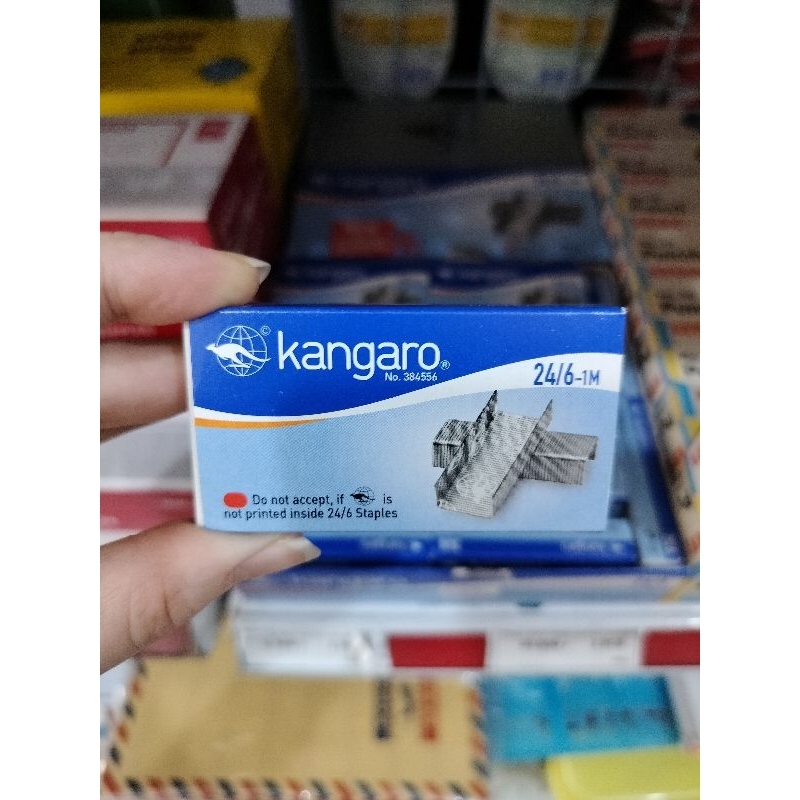 ©
kangaro®
No. 384556
24/6-1M
Do not accept, if is
not printed inside 24/6 Staples